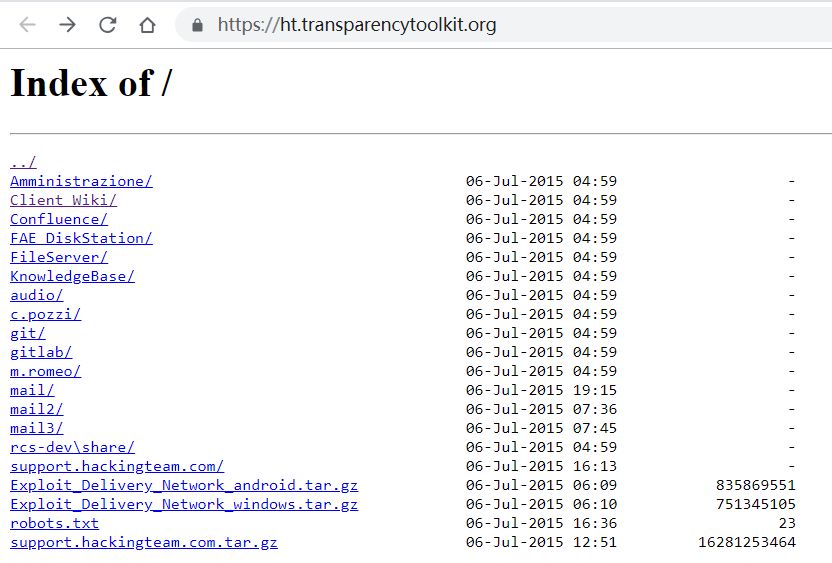 https://ht.transparencytoolkit.org
Index of /
../
Amministrazione/ 06-Jul-2015 04:59 -
Client Wiki/ 06-Jul-2015 04:59 -
Confluence/ 06-Jul-2015 04:59 -
FAE DiskStation/ 06-Jul-2015 04:59 -
FileServer/ 06-Jul-2015 04:59 -
KnowledgeBase/ 06-Jul-2015 04:59 -
audio/ 06-Jul-2015 04:59 -
c.pozzi/ 06-Jul-2015 04:59 -
git/ 06-Jul-2015 04:59 -
gitlab/ 06-Jul-2015 04:59 -
m.romeo/ 06-Jul-2015 04:59 -
mail/ 06-Jul-2015 19:15 -
mail2/ 06-Jul-2015 07:36 -
mail3/ 06-Jul-2015 07:45 -
rcs-dev\share/ 06-Jul-2015 04:59 -
support.hackingteam.com/ 06-Jul-2015 16:13 -
Exploit_Delivery_Network_android.tar.gz 06-Jul-2015 06:09 835869551
Exploit_Delivery_Network_windows.tar.gz 06-Jul-2015 06:10 751345105
robots.txt 06-Jul-2015 16:36 23
support.hackingteam.com.tar.gz 06-Jul-2015 12:51 16281253464